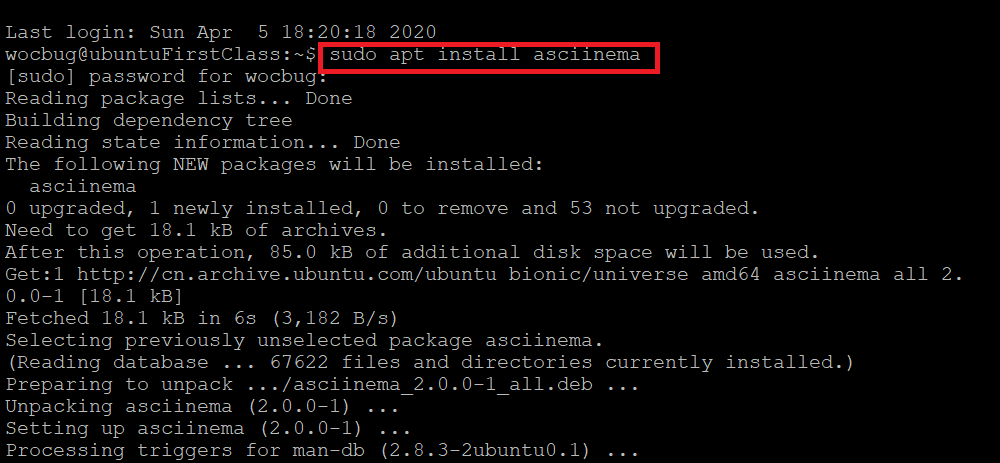 Last login: Sun Apr  5 18:20:18 2020
wocbug@ubuntuFirstClass:~$ sudo apt install asciinema
[sudo] password for wocbug:
Reading package lists... Done
Building dependency tree
Reading state information... Done
The following NEW packages will be installed:
  asciinema
0 upgraded, 1 newly installed, 0 to remove and 53 not upgraded.
Need to get 18.1 kB of archives.
After this operation, 85.0 kB of additional disk space will be used.
Get:1 http://cn.archive.ubuntu.com/ubuntu bionic/universe amd64 asciinema all 2.
0.0-1 [18.1 kB]
Fetched 18.1 kB in 6s (3,182 B/s)
Selecting previously unselected package asciinema.
(Reading database ... 67622 files and directories currently installed.)
Preparing to unpack .../asciinema_2.0.0-1_all.deb ...
Unpacking asciinema (2.0.0-1) ...
Setting up asciinema (2.0.0-1) ...
Processing triggers for man-db (2.8.3-2ubuntu0.1) ...